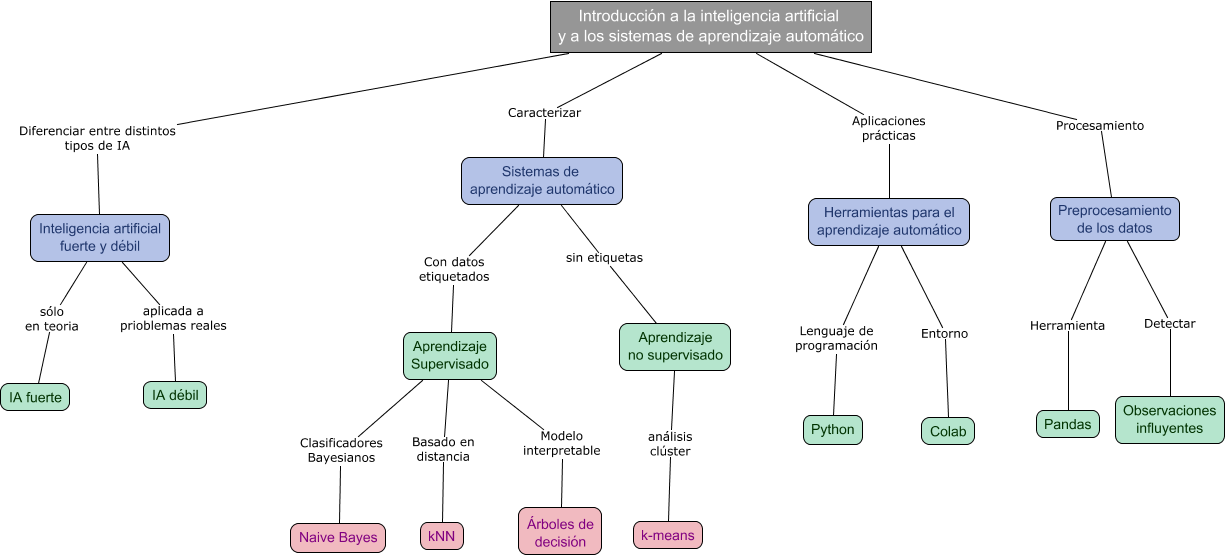 Introducción a la inteligencia artificial
y a los sistemas de aprendizaje automático
Diferenciar entre distintos
tipos de IA
Caracterizar
Aplicaciones
prácticas
Procesamiento
Inteligencia artificial
fuerte y débil
Sistemas de
aprendizaje automático
Herramientas para el
aprendizaje automático
Preprocesamiento
de los datos
sólo
en teoria
aplicada a
prioblemas reales
Con datos
etiquetados
sin etiquetas
Lenguaje de
programación
Entorno
Herramienta
Detectar
IA fuerte
IA débil
Aprendizaje
Supervisado
Aprendizaje
no supervisado
Python
Colab
Pandas
Observaciones
influyentes
Clasificadores
Bayesianos
Basado en
distancia
Modelo
interpretable
análisis
clúster
Naive Bayes
kNN
Árboles de
decisión
k-means